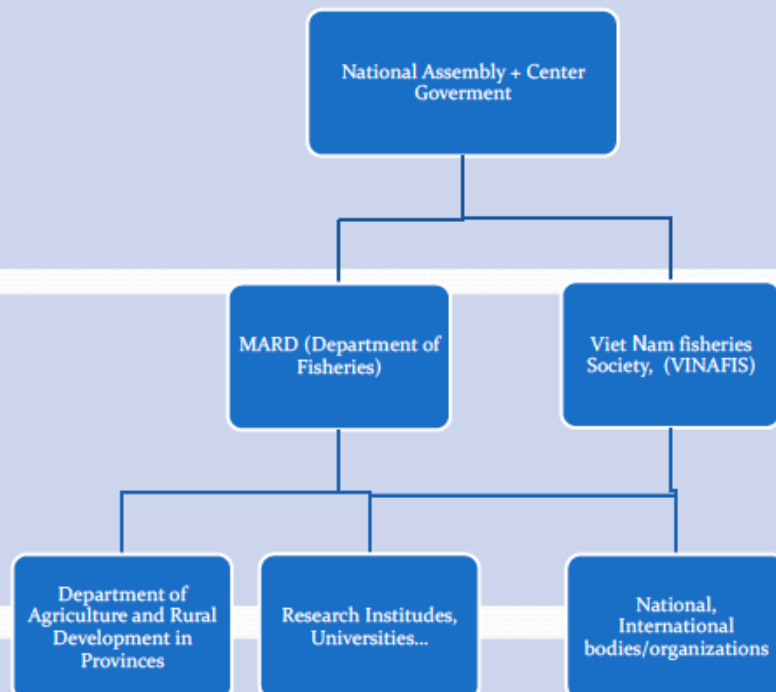 National Assembly + Center
Goverment
MARD (Department of
Fisheries)
Viet Nam fisheries
Society, (VINAFIS)
Department of
Agriculture and Rural
Development in
Provinces
Research Institudes,
Universities...
National,
International
bodies/organizations